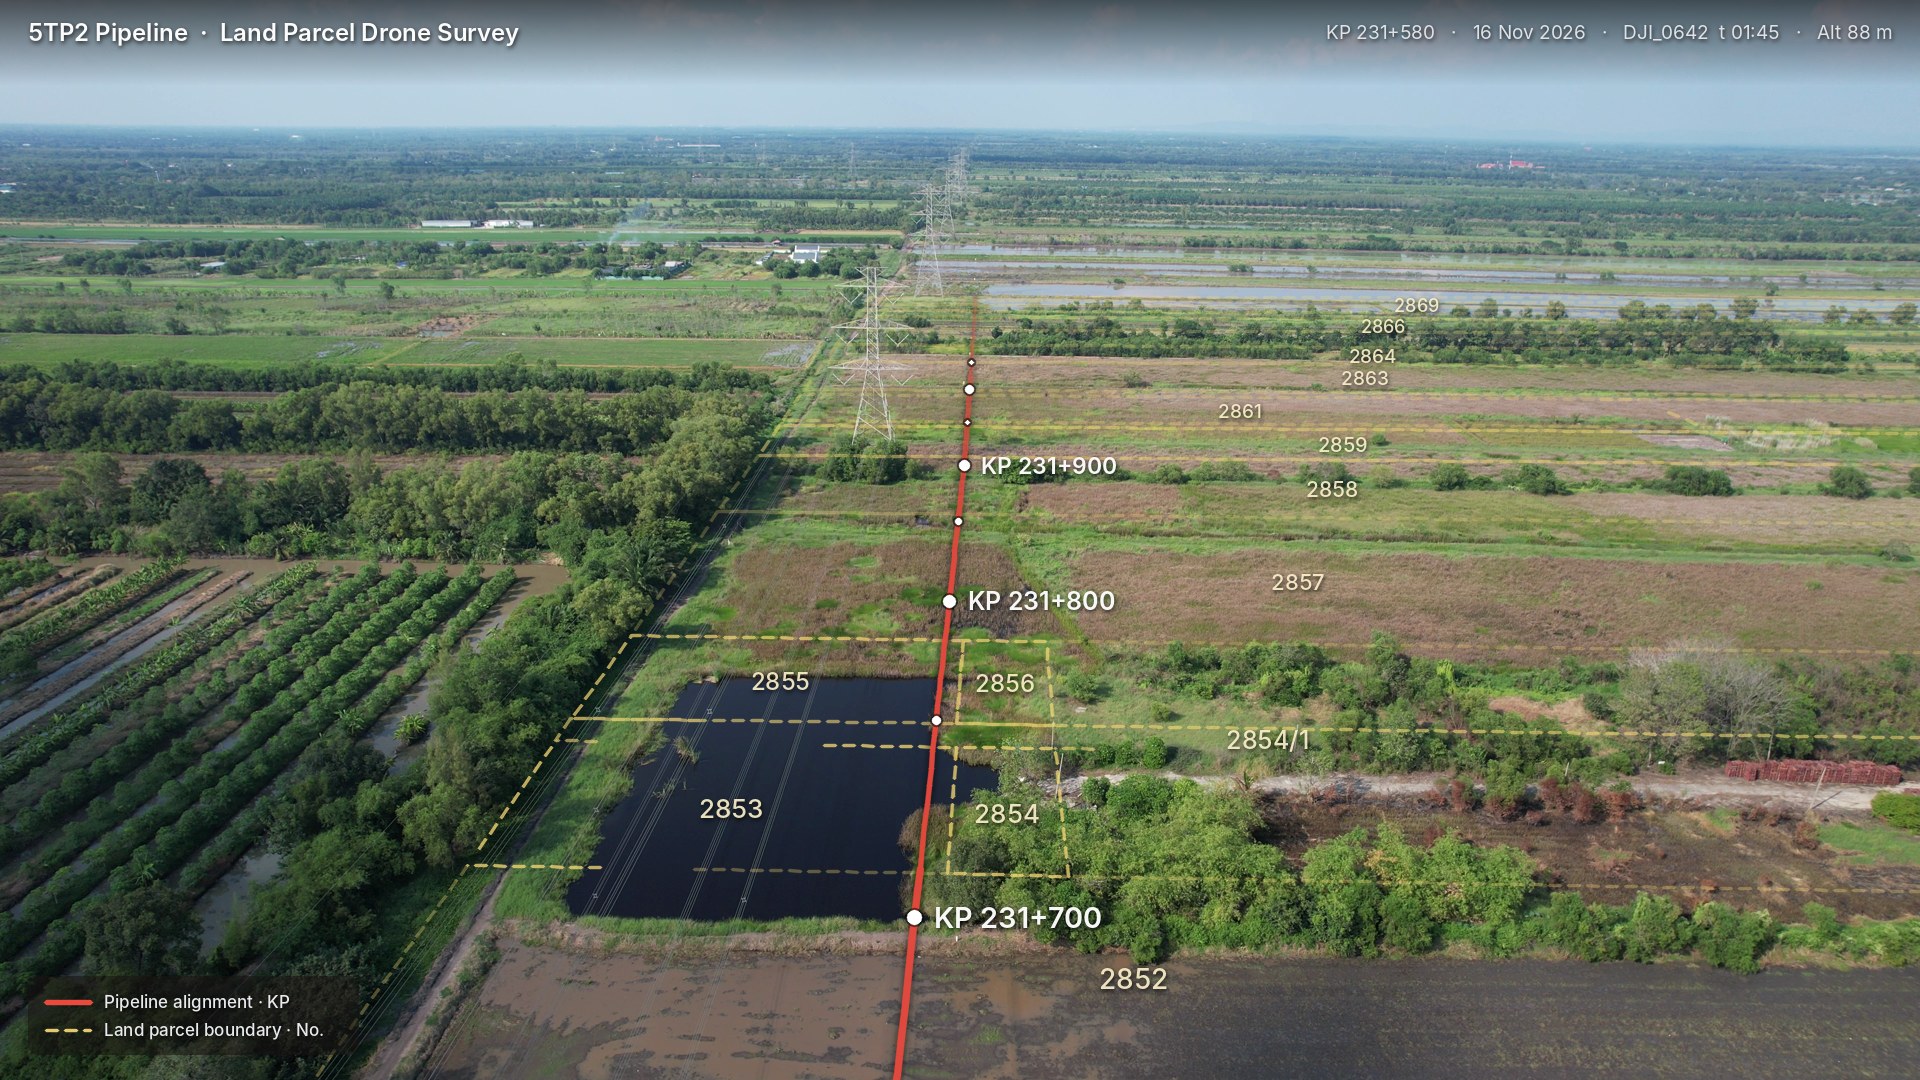 5TP2 Pipeline · Land Parcel Drone Survey
KP 231+580 · 16 Nov 2026 · DJI_0642 t 01:45 · Alt 88 m
2869
2866
2864
2863
2861
2859
KP 231+900
2858
2857
KP 231+800
2855
2856
2854/1
2853
2854
KP 231+700
2852
Pipeline alignment · KP
Land parcel boundary · No.